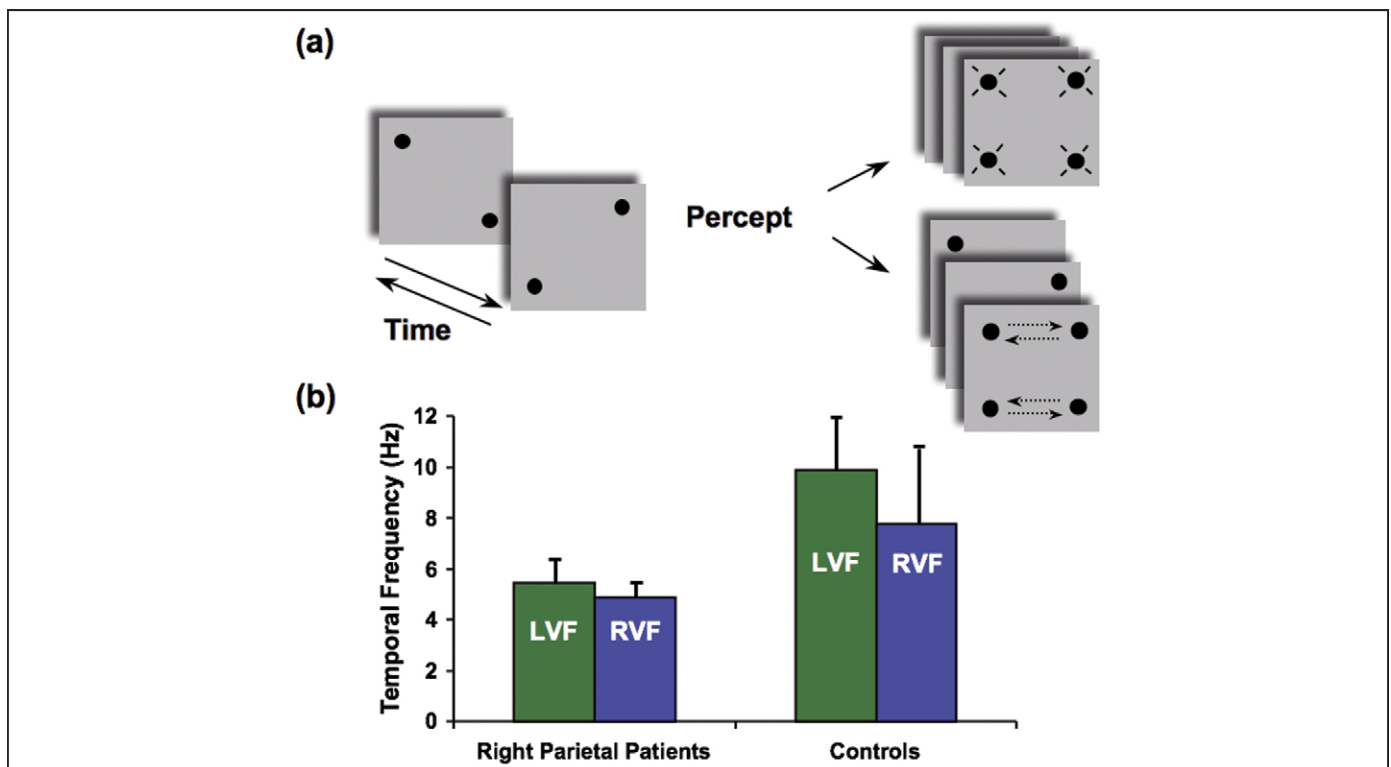 (a)
Percept
Time
(b)
Temporal Frequency (Hz)
12
10
8
6
4
2
0
LVF
RVF
LVF
RVF
Right Parietal Patients
Controls